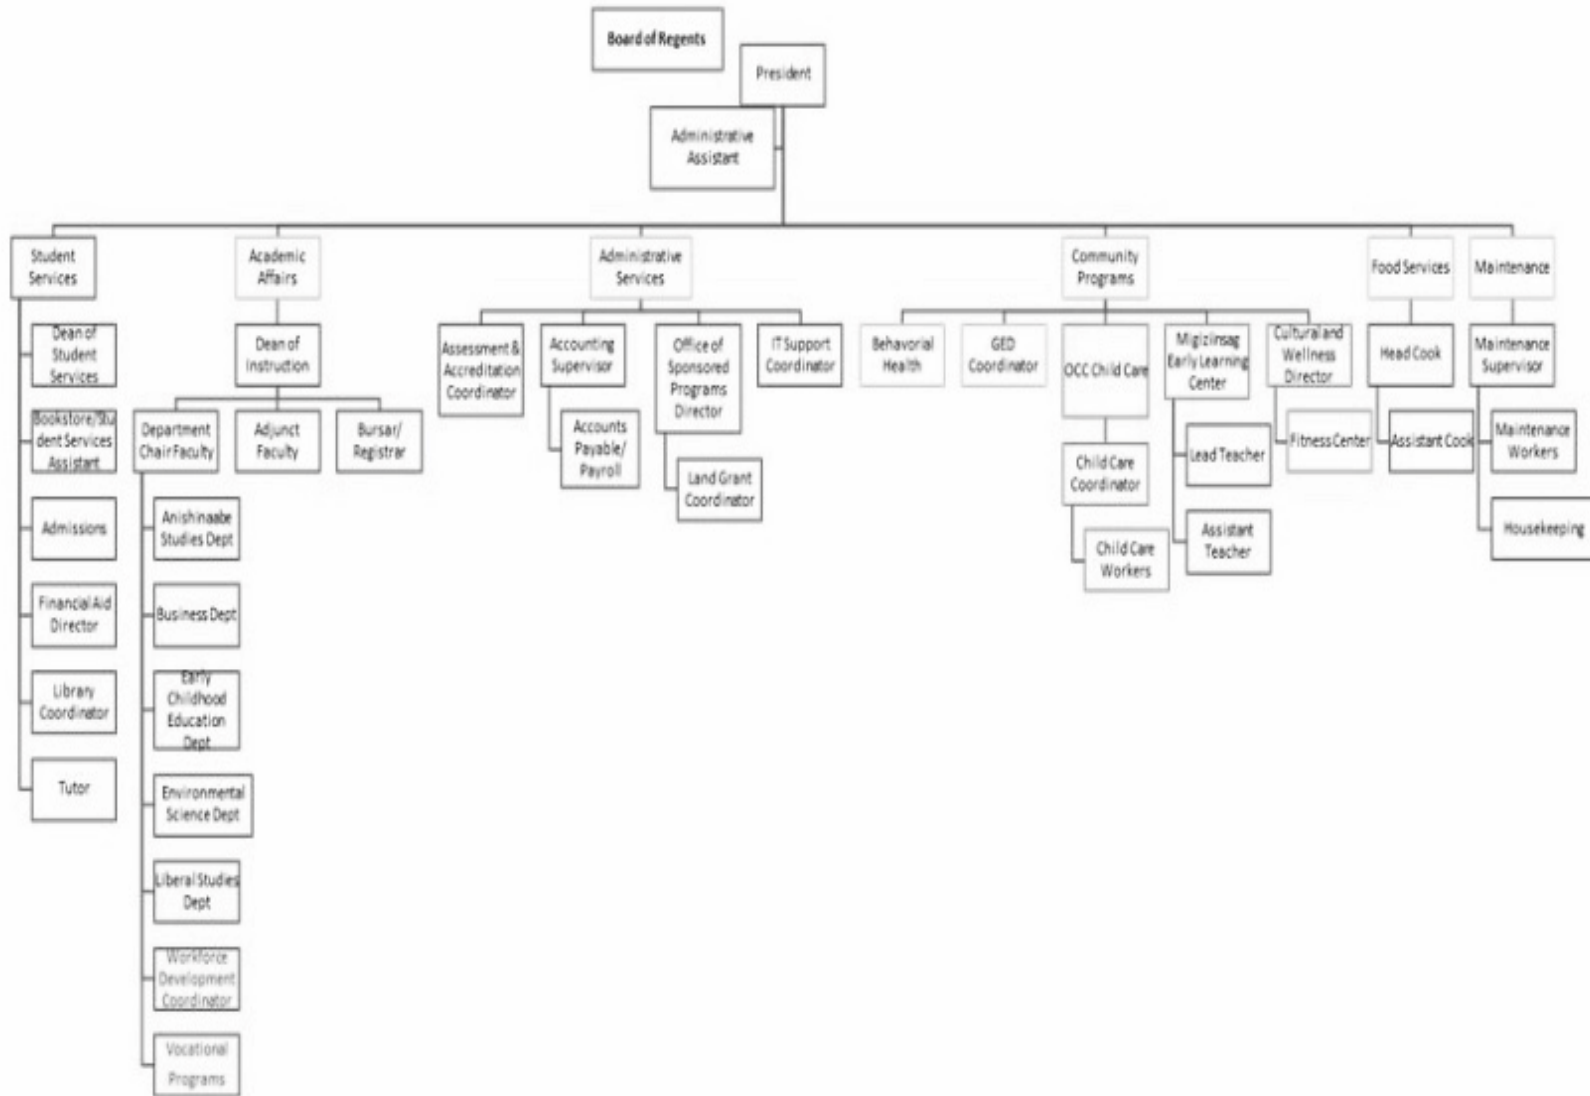 Board of Regents
President
Administrative
Assistant
Student
Services
Academic
Affairs
Administrative
Services
Community
Programs
Food Services
Maintenance
Dean of
Student
Services
Bookstore/Stu
dent Services
Assistant
Admissions
Financial Aid
Director
Library
Coordinator
Tutor
Dean of
Instruction
Department
Chair Faculty
Adjunct
Faculty
Bursar/
Registrar
Anishinaabe
Studies Dept
Business Dept
Early
Childhood
Education
Dept
Environmental
Science Dept
Liberal Studies
Dept
Workforce
Development
Coordinator
Vocational
Programs
Assessment &
Accreditation
Coordinator
Accounting
Supervisor
Accounts
Payable/
Payroll
Office of
Sponsored
Programs
Director
Land Grant
Coordinator
IT Support
Coordinator
Behavorial
Health
GED
Coordinator
OCC Child Care
Child Care
Coordinator
Child Care
Workers
Migizinsag
Early Learning
Center
Lead Teacher
Assistant
Teacher
Cultural and
Wellness
Director
Fitness Center
Head Cook
Assistant Cook
Maintenance
Supervisor
Maintenance
Workers
Housekeeping